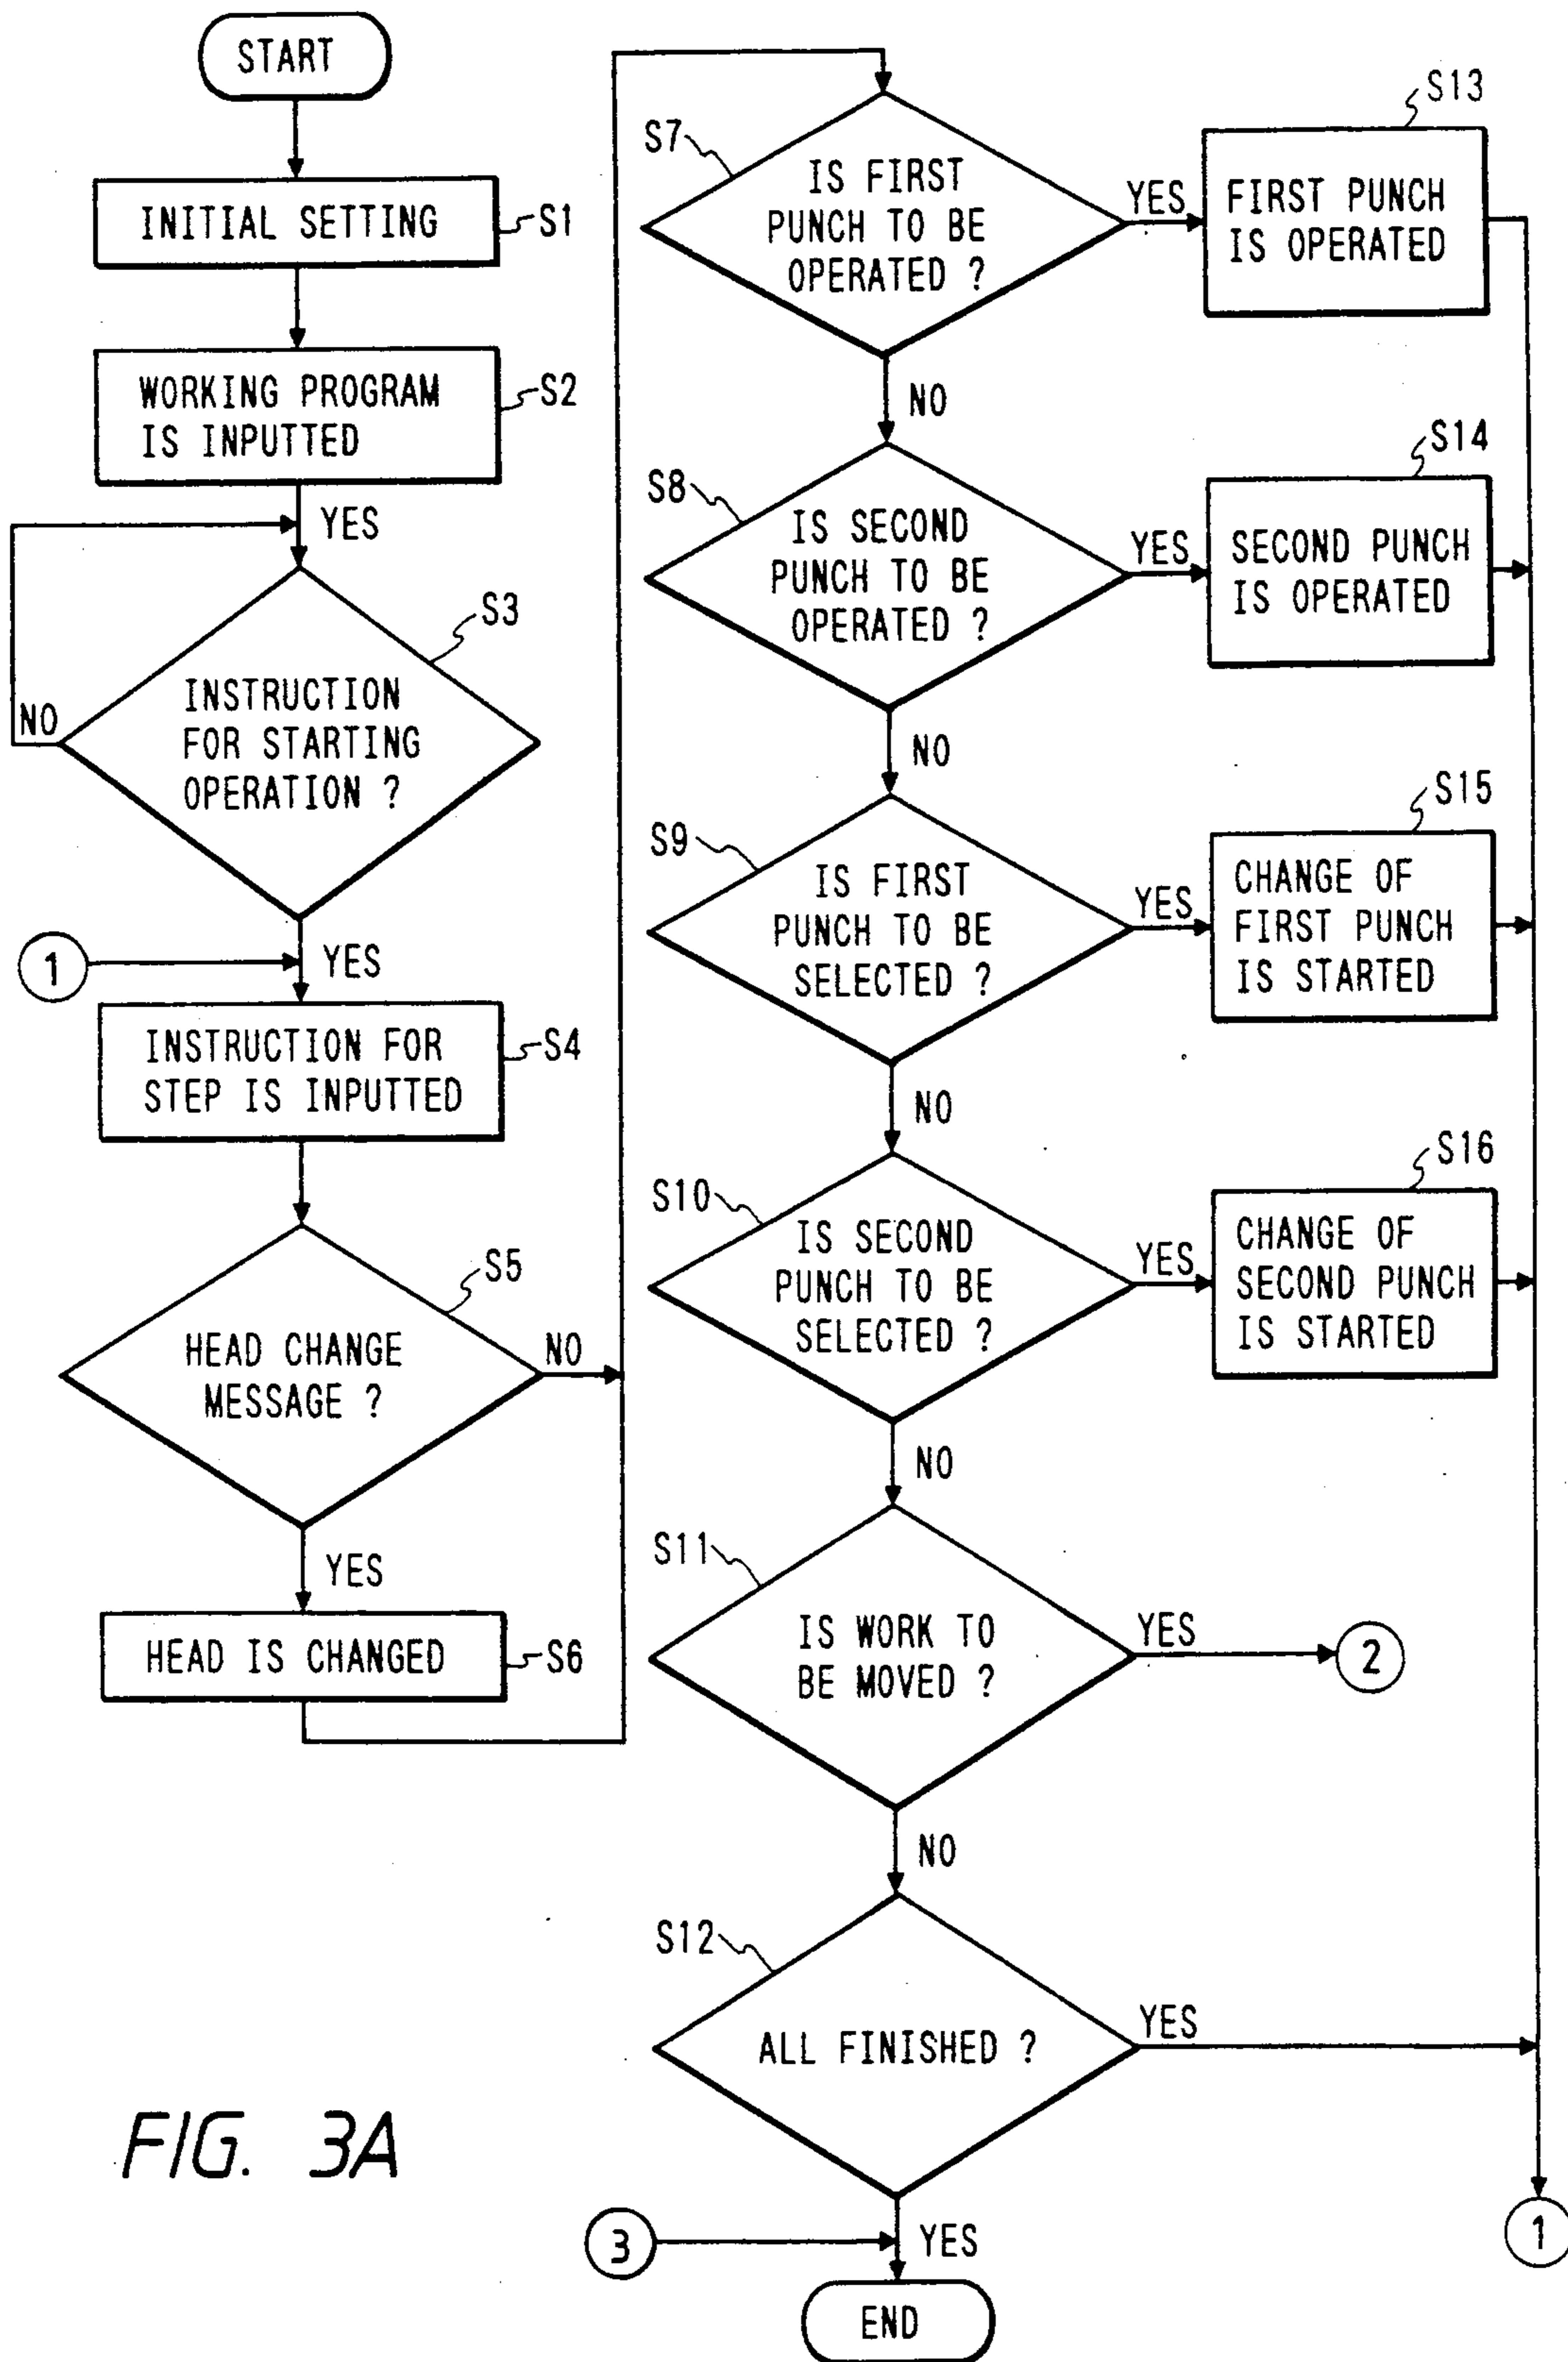 START
INITIAL SETTING
S1
WORKING PROGRAM
IS INPUTTED
S2
YES
S3
INSTRUCTION
FOR STARTING
OPERATION ?
NO
1
YES
INSTRUCTION FOR
STEP IS INPUTTED
S4
S5
HEAD CHANGE
MESSAGE ?
NO
YES
HEAD IS CHANGED
S6
S7
IS FIRST
PUNCH TO BE
OPERATED ?
YES
S13
FIRST PUNCH
IS OPERATED
NO
S8
IS SECOND
PUNCH TO BE
OPERATED ?
YES
S14
SECOND PUNCH
IS OPERATED
NO
S9
IS FIRST
PUNCH TO BE
SELECTED ?
YES
S15
CHANGE OF
FIRST PUNCH
IS STARTED
NO
S10
IS SECOND
PUNCH TO BE
SELECTED ?
YES
S16
CHANGE OF
SECOND PUNCH
IS STARTED
NO
S11
IS WORK TO
BE MOVED ?
YES
2
NO
S12
ALL FINISHED ?
YES
1
3
YES
END
FIG. 3A